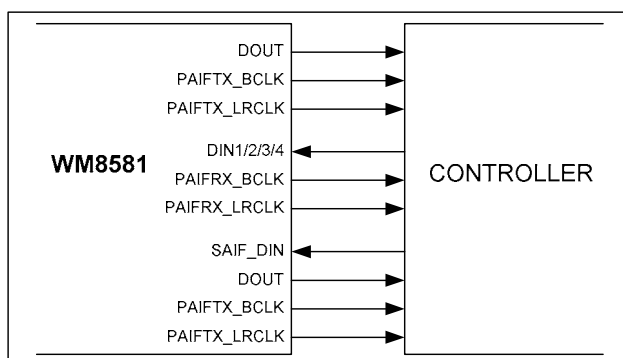 DOUT
PAIFTX_BCLK
PAIFTX_LRCLK
DIN1/2/3/4
WM8581
PAIFRX_BCLK
CONTROLLER
PAIFRX_LRCLK
SAIF_DIN
DOUT
PAIFTX_BCLK
PAIFTX_LRCLK